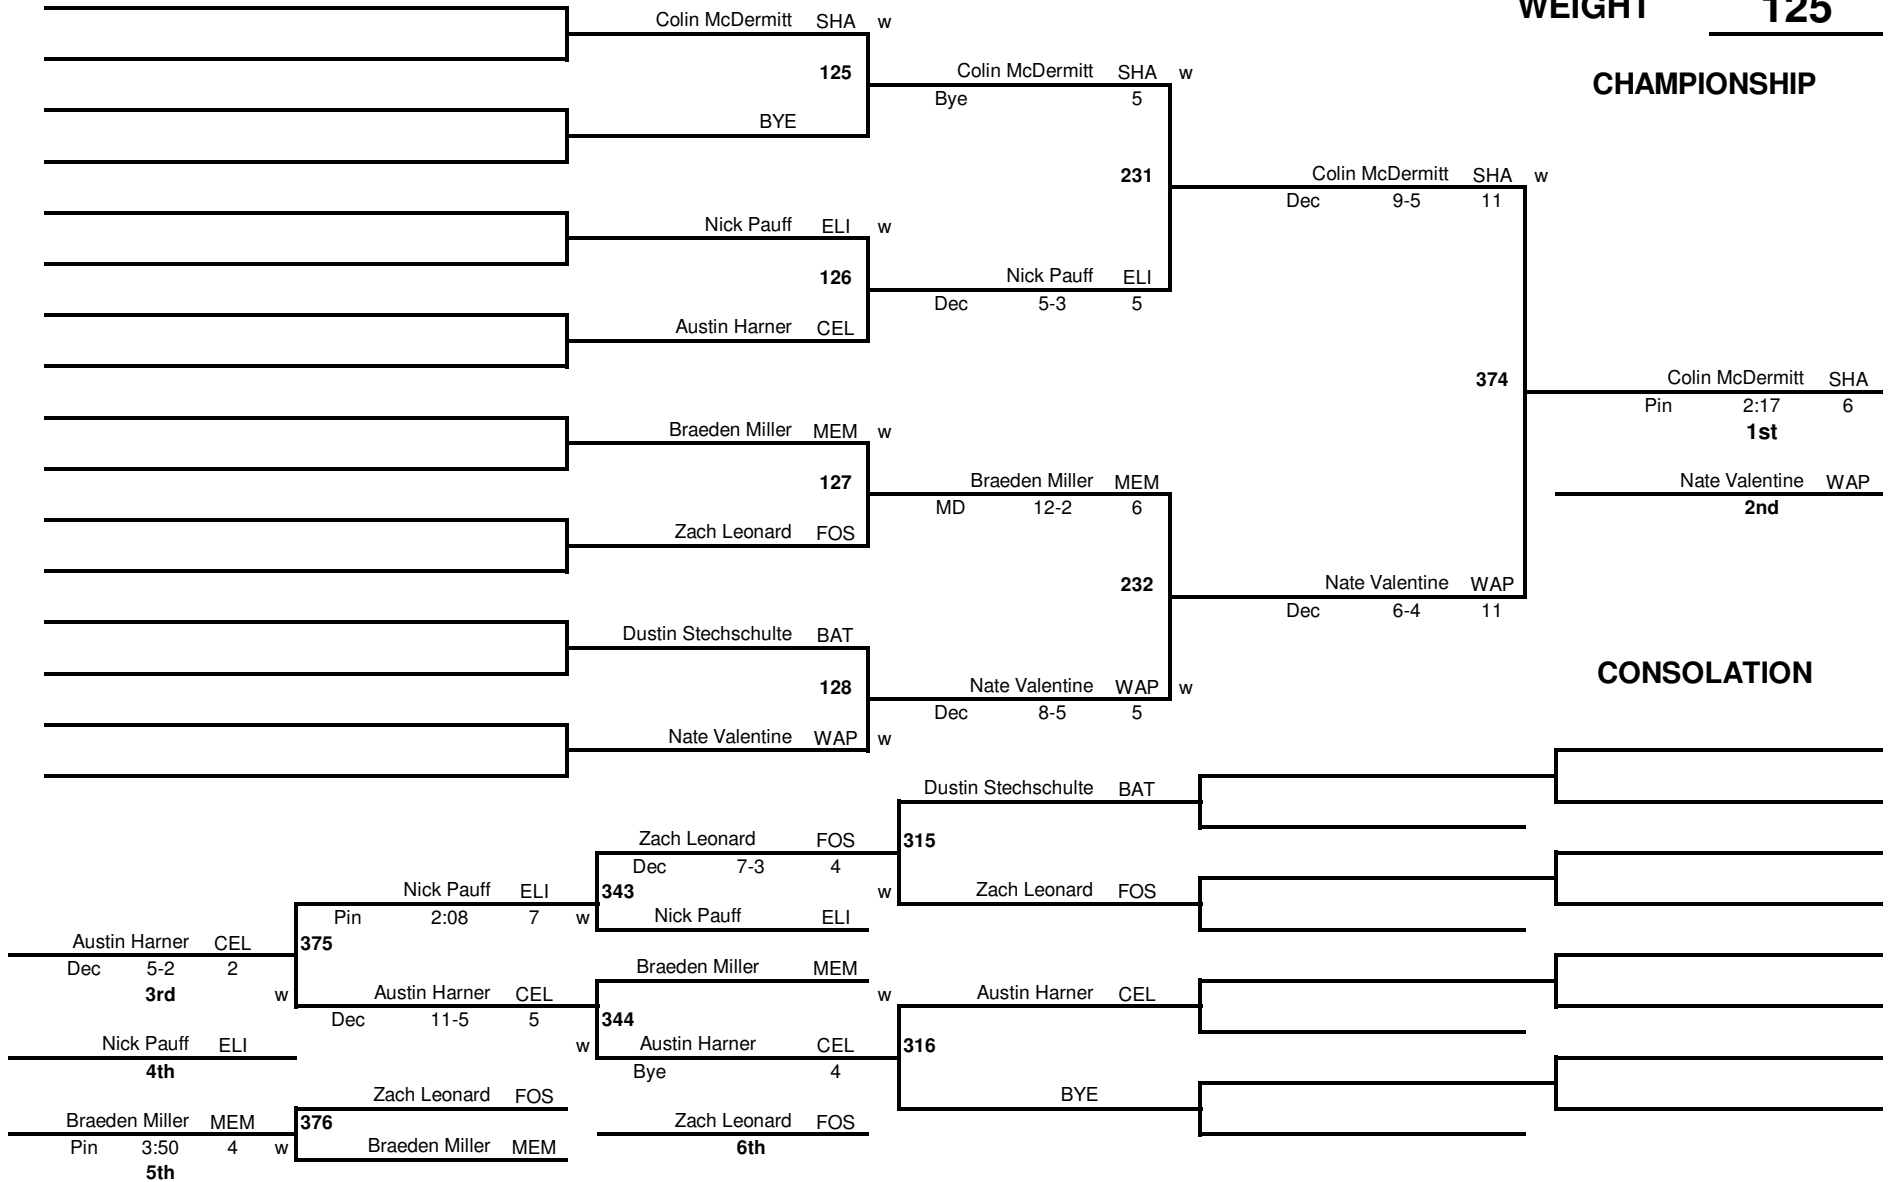 WEIGHT 125
Colin McDermitt SHA w
125
Colin McDermitt SHA w
Bye 5
CHAMPIONSHIP
BYE
231
Colin McDermitt SHA w
Dec 9-5 11
Nick Pauff ELI w
126
Nick Pauff ELI
Dec 5-3 5
Austin Harner CEL
374
Colin McDermitt SHA
Pin 2:17 6
1st
Braeden Miller MEM w
127
Braeden Miller MEM
MD 12-2 6
Nate Valentine WAP
2nd
Zach Leonard FOS
232
Nate Valentine WAP
Dec 6-4 11
Dustin Stechschulte BAT
128
Nate Valentine WAP w
Dec 8-5 5
CONSOLATION
Nate Valentine WAP w
Dustin Stechschulte BAT
Zach Leonard FOS
315
Dec 7-3 4
Nick Pauff ELI
343
w Zach Leonard FOS
Pin 2:08 7 w
Nick Pauff ELI
Austin Harner CEL
375
Dec 5-2 2
3rd w
Braeden Miller MEM
Austin Harner CEL
w Austin Harner CEL
Dec 11-5 5
344
Nick Pauff ELI
4th
w Austin Harner CEL
316
Bye 4
Zach Leonard FOS
BYE
Braeden Miller MEM
376
Zach Leonard FOS
6th
Pin 3:50 4 w
Braeden Miller MEM
5th